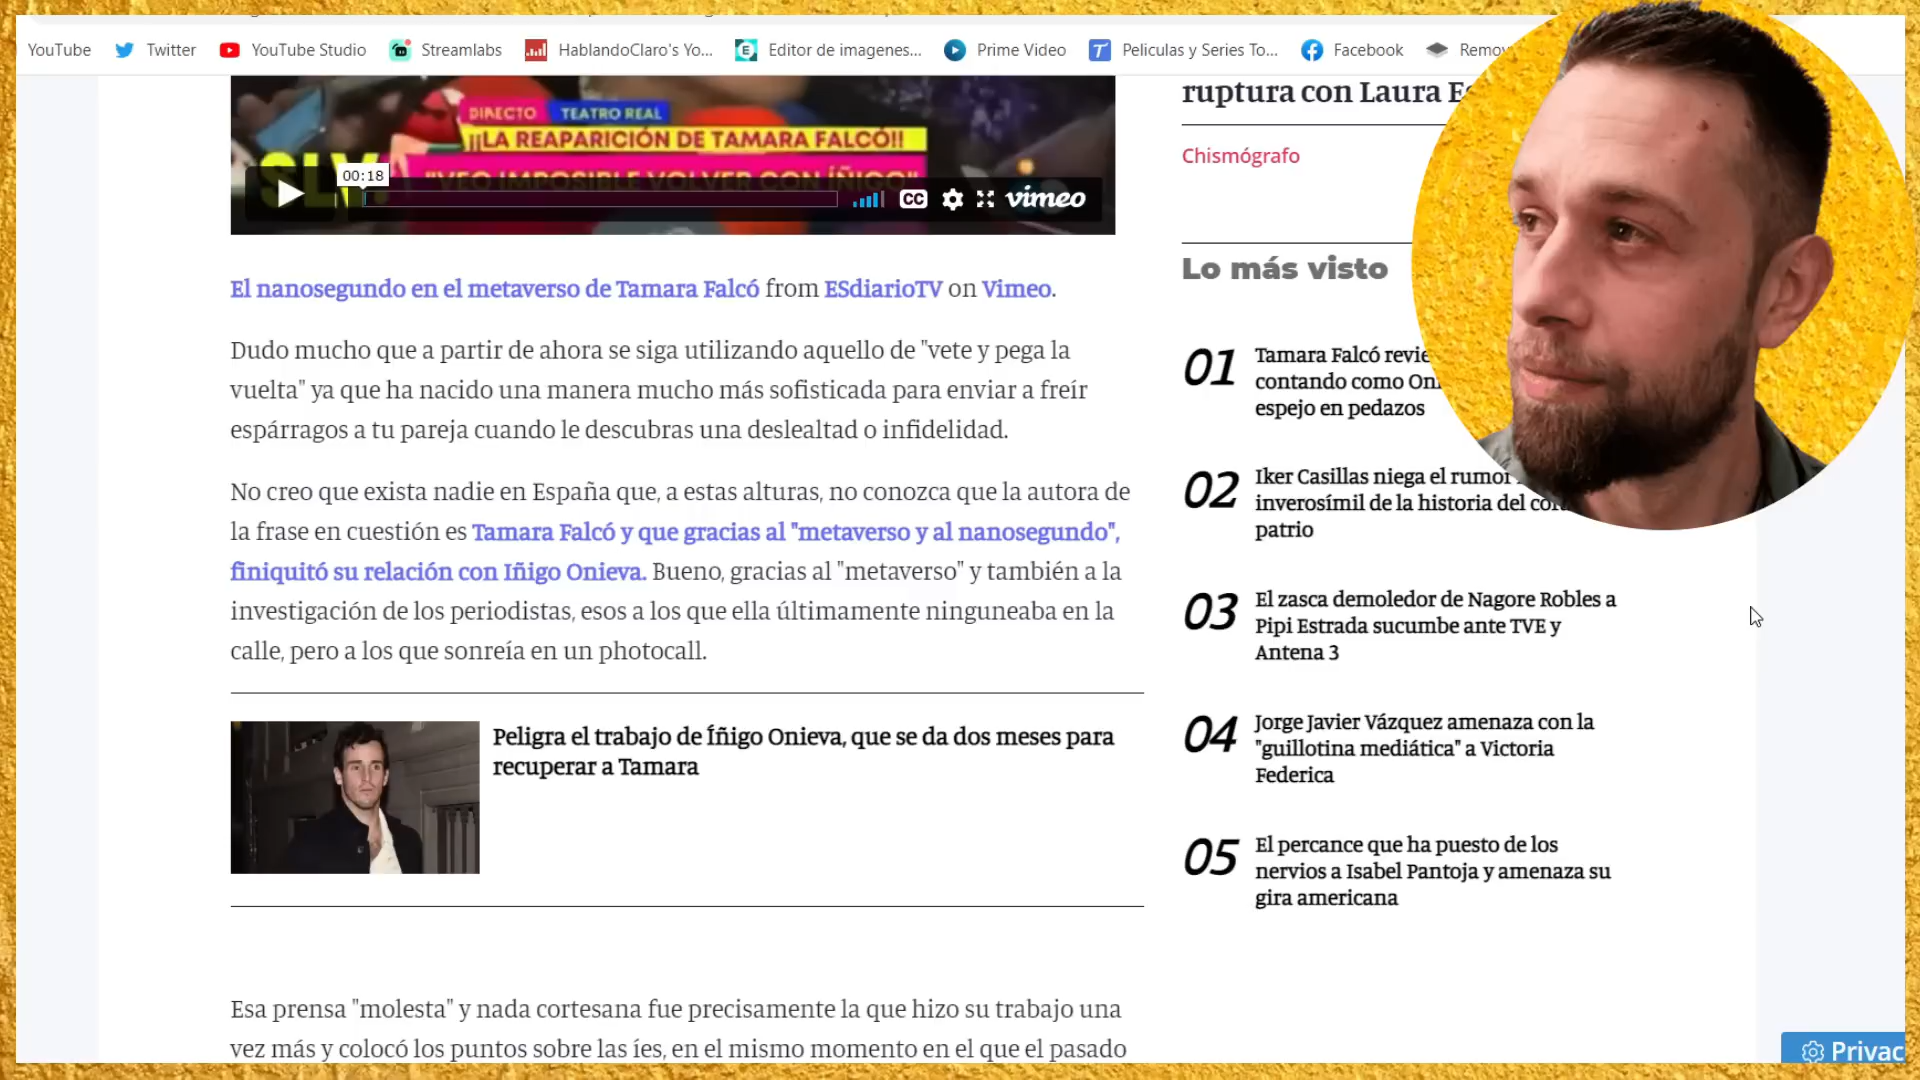 YouTube Twitter YouTube Studio Streamlabs HablandoClaro's Yo... Editor de imagenes... Prime Video Peliculas y Series To... Facebook
DIRECTO TEATRO REAL
¡¡LA REAPARICIÓN DE TAMARA FALCÓ!!
"VEO IMPOSIBLE VOLVER CON ÍÑIGO"
00:18
CC vimeo
El nanosegundo en el metaverso de Tamara Falcó from ESdiarioTV on Vimeo.
Dudo mucho que a partir de ahora se siga utilizando aquello de "vete y pega la
vuelta" ya que ha nacido una manera mucho más sofisticada para enviar a freír
espárragos a tu pareja cuando le descubras una deslealtad o infidelidad.
No creo que exista nadie en España que, a estas alturas, no conozca que la autora de
la frase en cuestión es Tamara Falcó y que gracias al "metaverso y al nanosegundo",
finiquitó su relación con Iñigo Onieva. Bueno, gracias al "metaverso" y también a la
investigación de los periodistas, esos a los que ella últimamente ninguneaba en la
calle, pero a los que sonreía en un photocall.
Peligra el trabajo de Íñigo Onieva, que se da dos meses para
recuperar a Tamara
Esa prensa "molesta" y nada cortesana fue precisamente la que hizo su trabajo una
vez más y colocó los puntos sobre las íes, en el mismo momento en el que el pasado
ruptura con Laura
Chismógrafo
Lo más visto
01
Tamara Falcó
contando como
espejo en pedazos
02
Iker Casillas niega el rumor
inverosímil de la historia del
patrio
03
El zasca demoledor de Nagore Robles a
Pipi Estrada sucumbe ante TVE y
Antena 3
04
Jorge Javier Vázquez amenaza con la
"guillotina mediática" a Victoria
Federica
05
El percance que ha puesto de los
nervios a Isabel Pantoja y amenaza su
gira americana
Privac